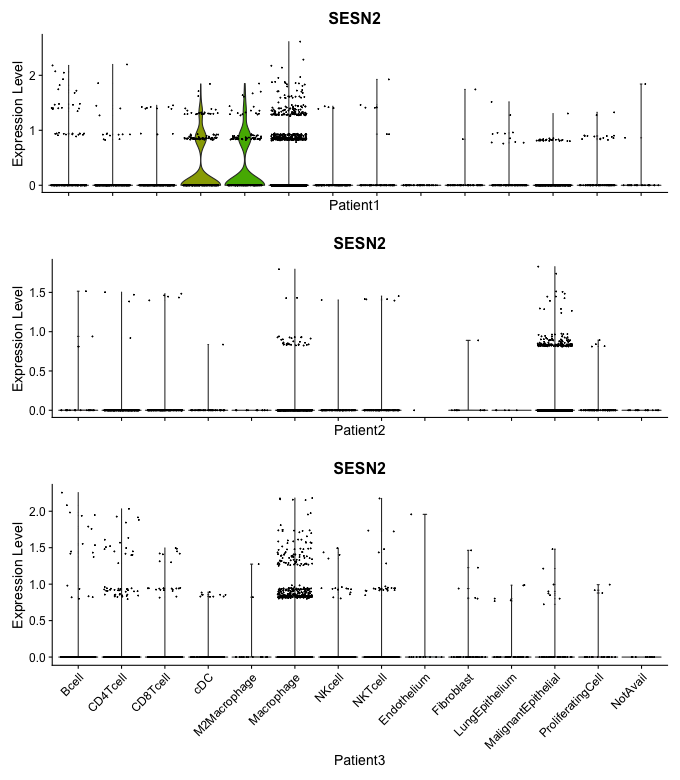 SESN2
Expression Level
2
1
0
Patient1
SESN2
Expression Level
1.5
1.0
0.5
0.0
Patient2
SESN2
Expression Level
2.0
1.5
1.0
0.5
0.0
Bcell
CD4Tcell
CD8Tcell
cDC
M2Macrophage
Macrophage
NKcell
NKTcell
Endothelium
Fibroblast
LungEpithelium
MalignantEpithelial
ProliferatingCell
NotAvail
Patient3